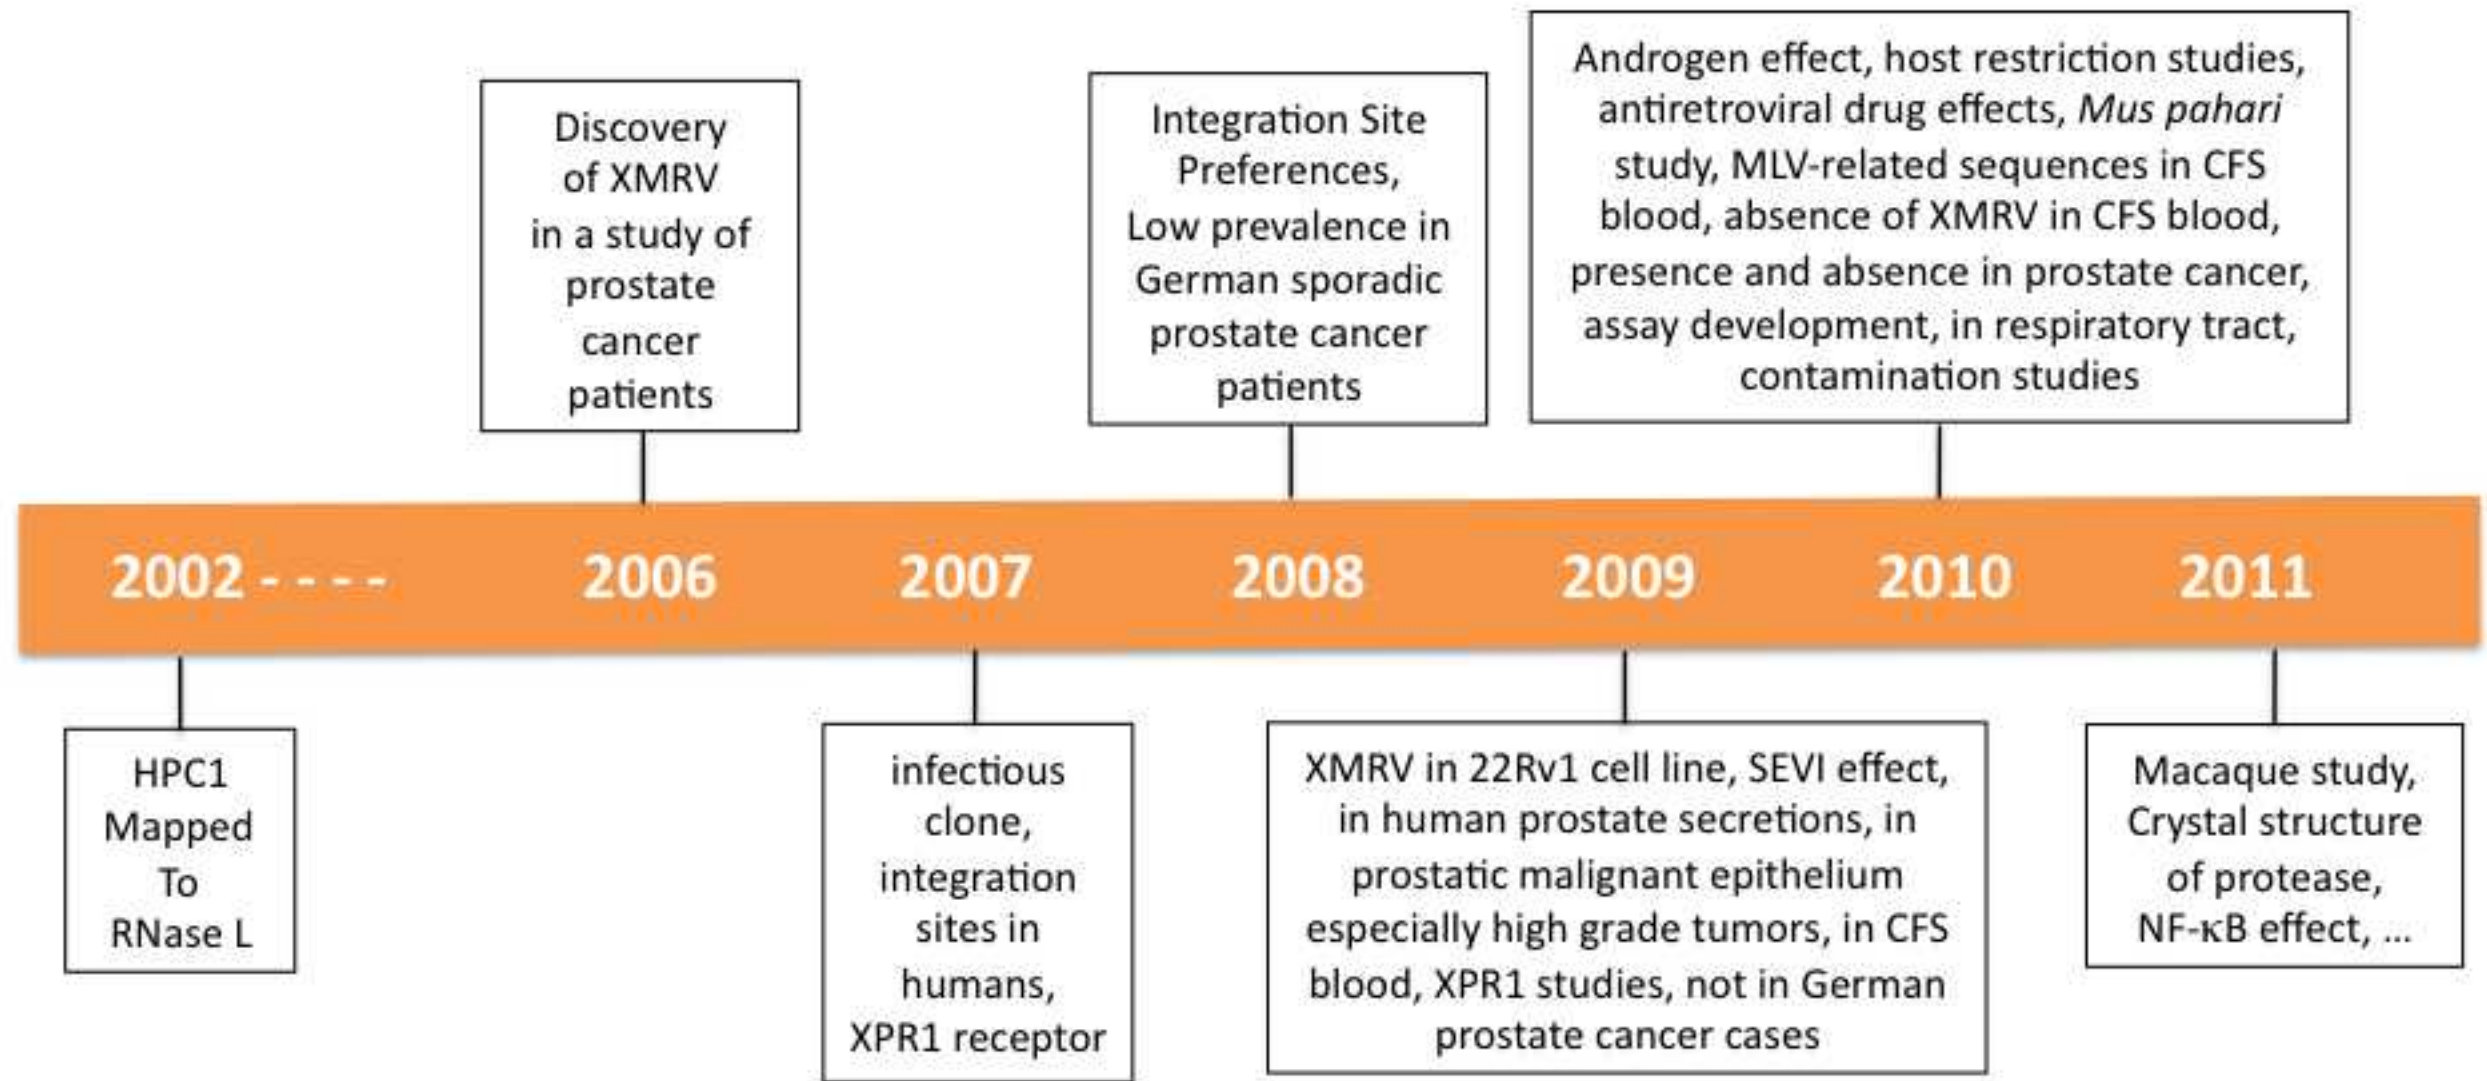 Discovery
of XMRV
in a study of
prostate
cancer
patients
Integration Site
Preferences,
Low prevalence in
German sporadic
prostate cancer
patients
Androgen effect, host restriction studies,
antiretroviral drug effects, Mus pahari
study, MLV-related sequences in CFS
blood, absence of XMRV in CFS blood,
presence and absence in prostate cancer,
assay development, in respiratory tract,
contamination studies
2002 - - - - 2006 2007 2008 2009 2010 2011
HPC1
Mapped
To
RNase L
infectious
clone,
integration
sites in
humans,
XPR1 receptor
XMRV in 22Rv1 cell line, SEVI effect,
in human prostate secretions, in
prostatic malignant epithelium
especially high grade tumors, in CFS
blood, XPR1 studies, not in German
prostate cancer cases
Macaque study,
Crystal structure
of protease,
NF-κB effect, ...